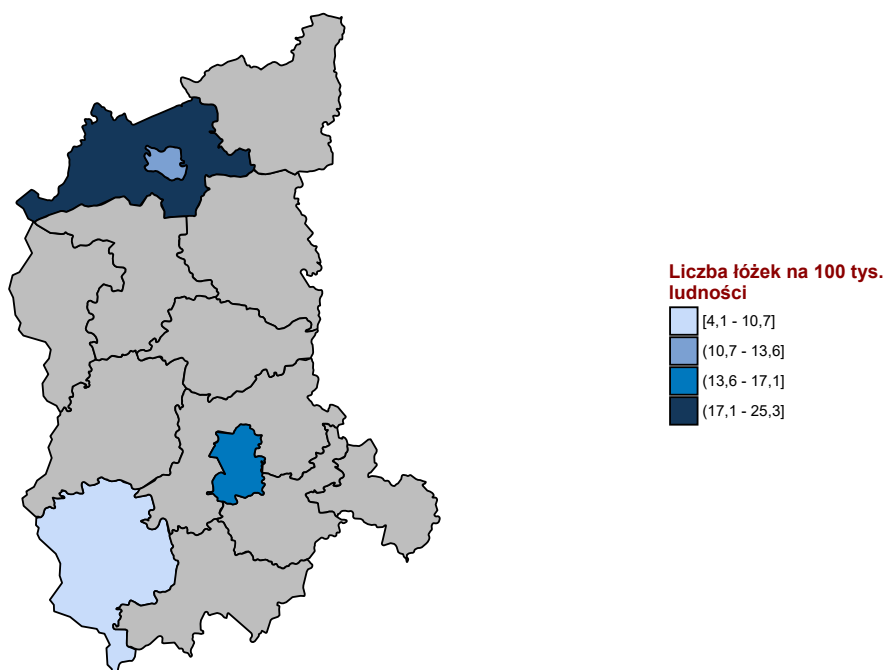 Liczba łóżek na 100 tys.
ludności
[4,1 - 10,7]
(10,7 - 13,6]
(13,6 - 17,1]
(17,1 - 25,3]